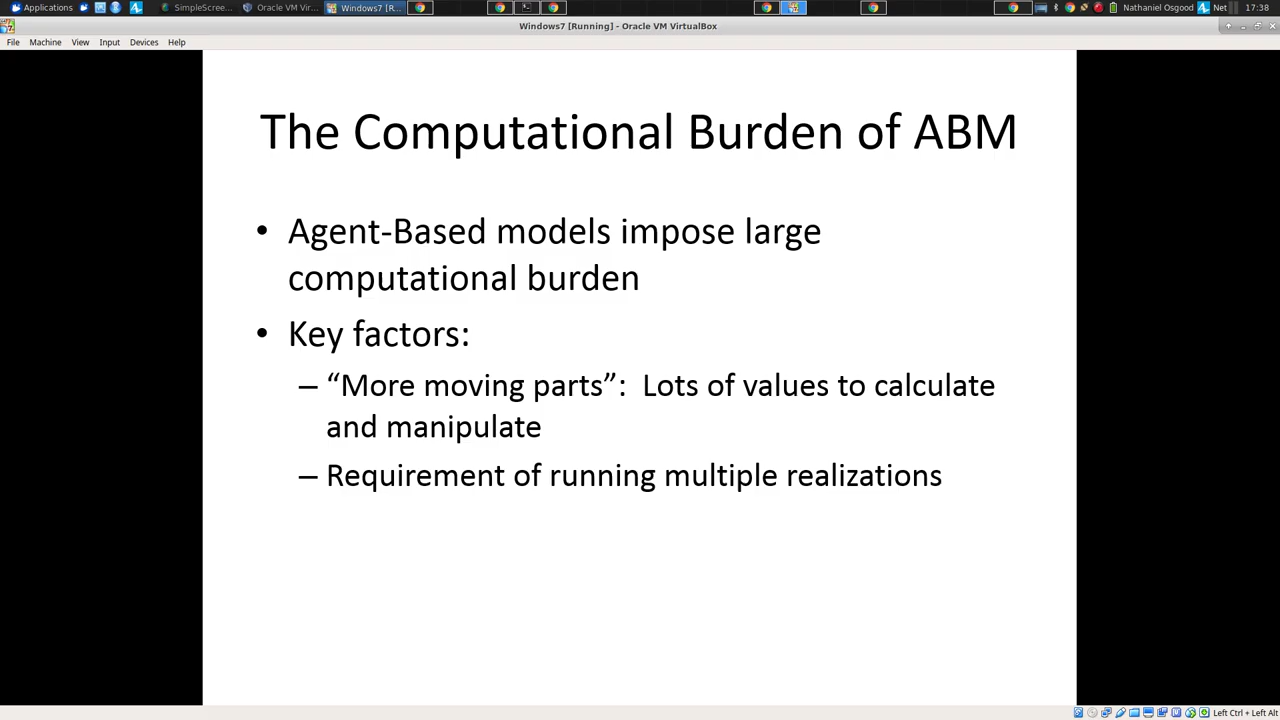 Applications SimpleScree... Oracle VM Vir... Windows7 [R... Nathaniel Osgood Net 17:38
Windows7 [Running] - Oracle VM VirtualBox
File Machine View Input Devices Help
The Computational Burden of ABM
• Agent-Based models impose large
computational burden
• Key factors:
– “More moving parts”: Lots of values to calculate
and manipulate
– Requirement of running multiple realizations
Left Ctrl + Left Alt